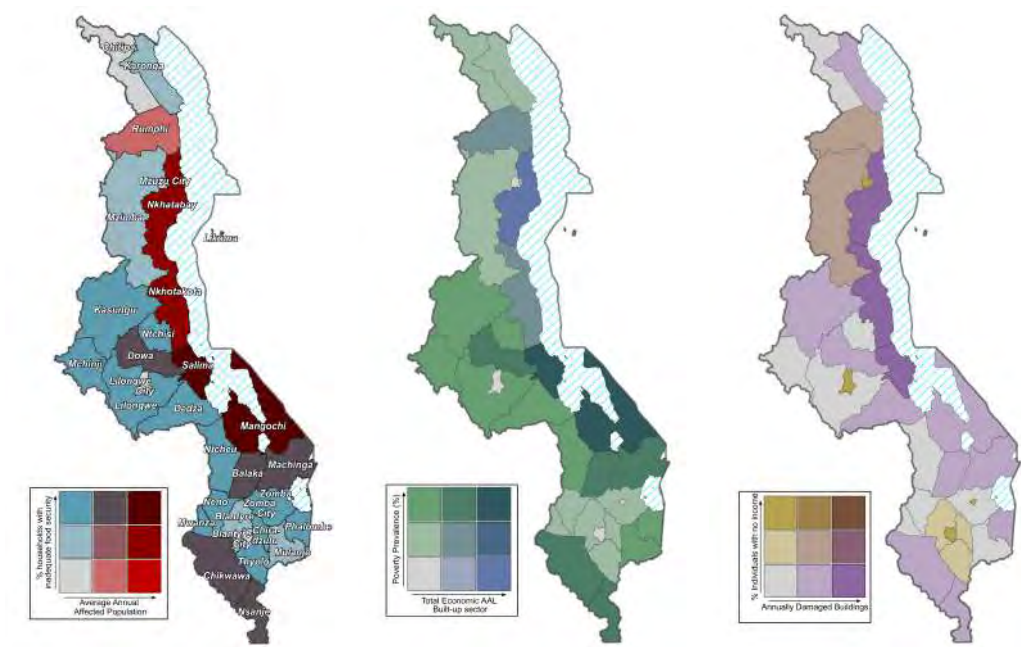 Chitipa
Karonga
Rumphi
Mzuzu City
Nkhatabay
Mzimba
Likoma
Nkhotakota
Kasungu
Ntchisi
Dowa
Mchinji
Salima
Lilongwe
City
Lilongwe
Dedza
Mangochi
Ntcheu
Machinga
Balaka
Zomba
Neno
Zomba
City
Blantyre
Mwanza
Phalombe
Blantyre
City
Mulanje
Thyolo
Chikwawa
Nsanje
% households with
inadequate food security
Average Annual
Affected Population
Poverty Prevalence (%)
Total Economic AAL
Built-up sector
% Individuals with no income
Annually Damaged Buildings